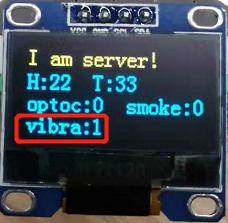 VCC GND SCL SDA
I am server!
H:22 T:33
optoc:0 smoke:0
vibra:1